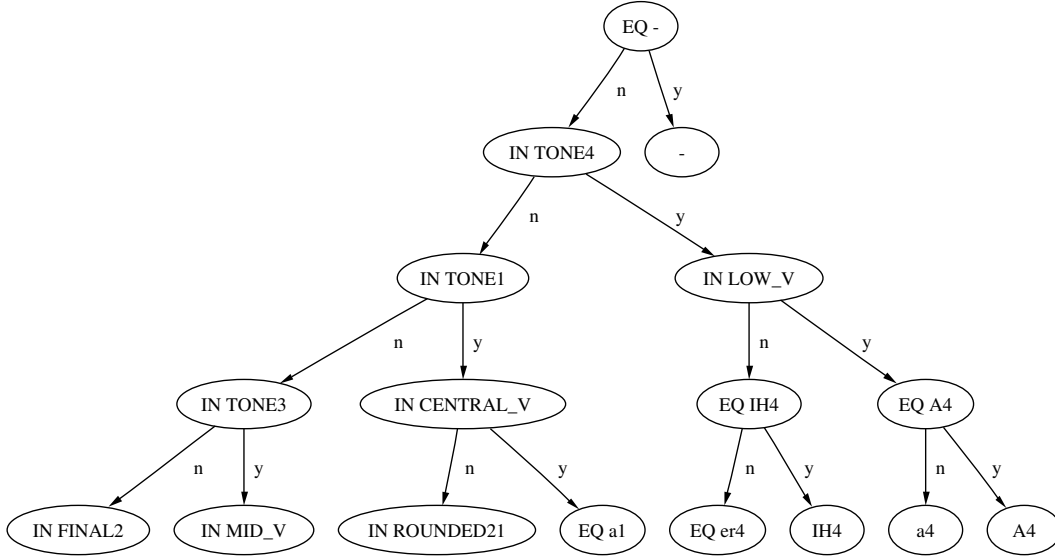 EQ -
n
y
IN TONE4
-
n
y
IN TONE1
IN LOW_V
n
y
n
y
IN TONE3
IN CENTRAL_V
EQ IH4
EQ A4
n
y
n
y
n
y
n
y
IN FINAL2
IN MID_V
IN ROUNDED21
EQ a1
EQ er4
IH4
a4
A4